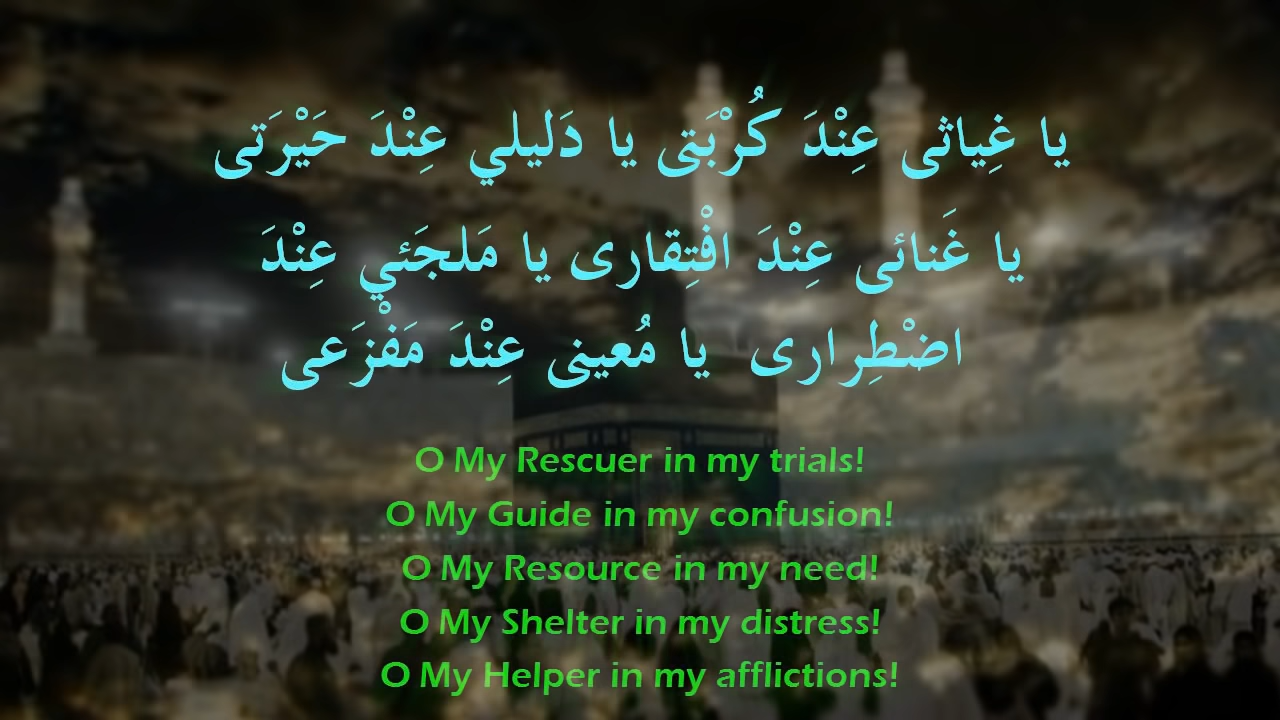 يا غِياثى عِنْدَ كُرْبَتى يا دَليلي عِنْدَ حَيْرَتى
يا غَنائى عِنْدَ افْتِقارى يا مَلجَئي عِنْدَ
اضْطِرارى يا مُعينى عِنْدَ مَفْزَعى
O My Rescuer in my trials!
O My Guide in my confusion!
O My Resource in my need!
O My Shelter in my distress!
O My Helper in my afflictions!